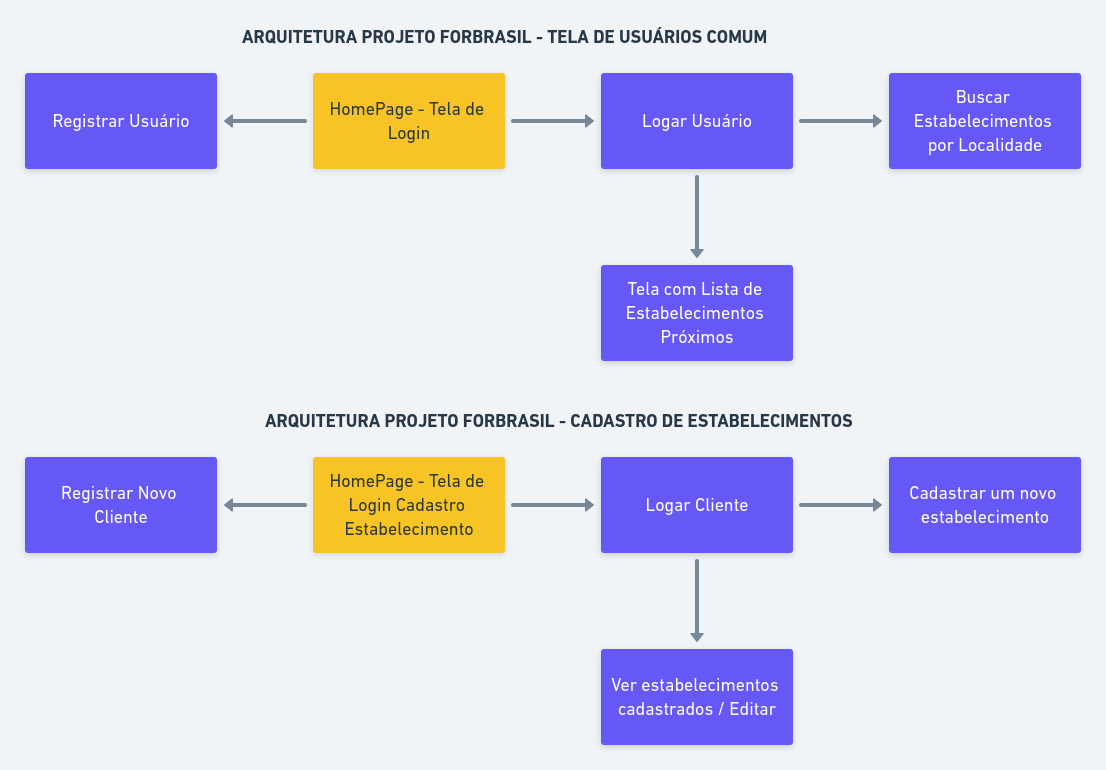 ARQUITETURA PROJETO FORBRASIL - TELA DE USUÁRIOS COMUM
Registrar Usuário
HomePage - Tela de
Login
Logar Usuário
Buscar
Estabelecimentos
por Localidade
Tela com Lista de
Estabelecimentos
Próximos
ARQUITETURA PROJETO FORBRASIL - CADASTRO DE ESTABELECIMENTOS
Registrar Novo
Cliente
HomePage - Tela de
Login Cadastro
Estabelecimento
Logar Cliente
Cadastrar um novo
estabelecimento
Ver estabelecimentos
cadastrados / Editar